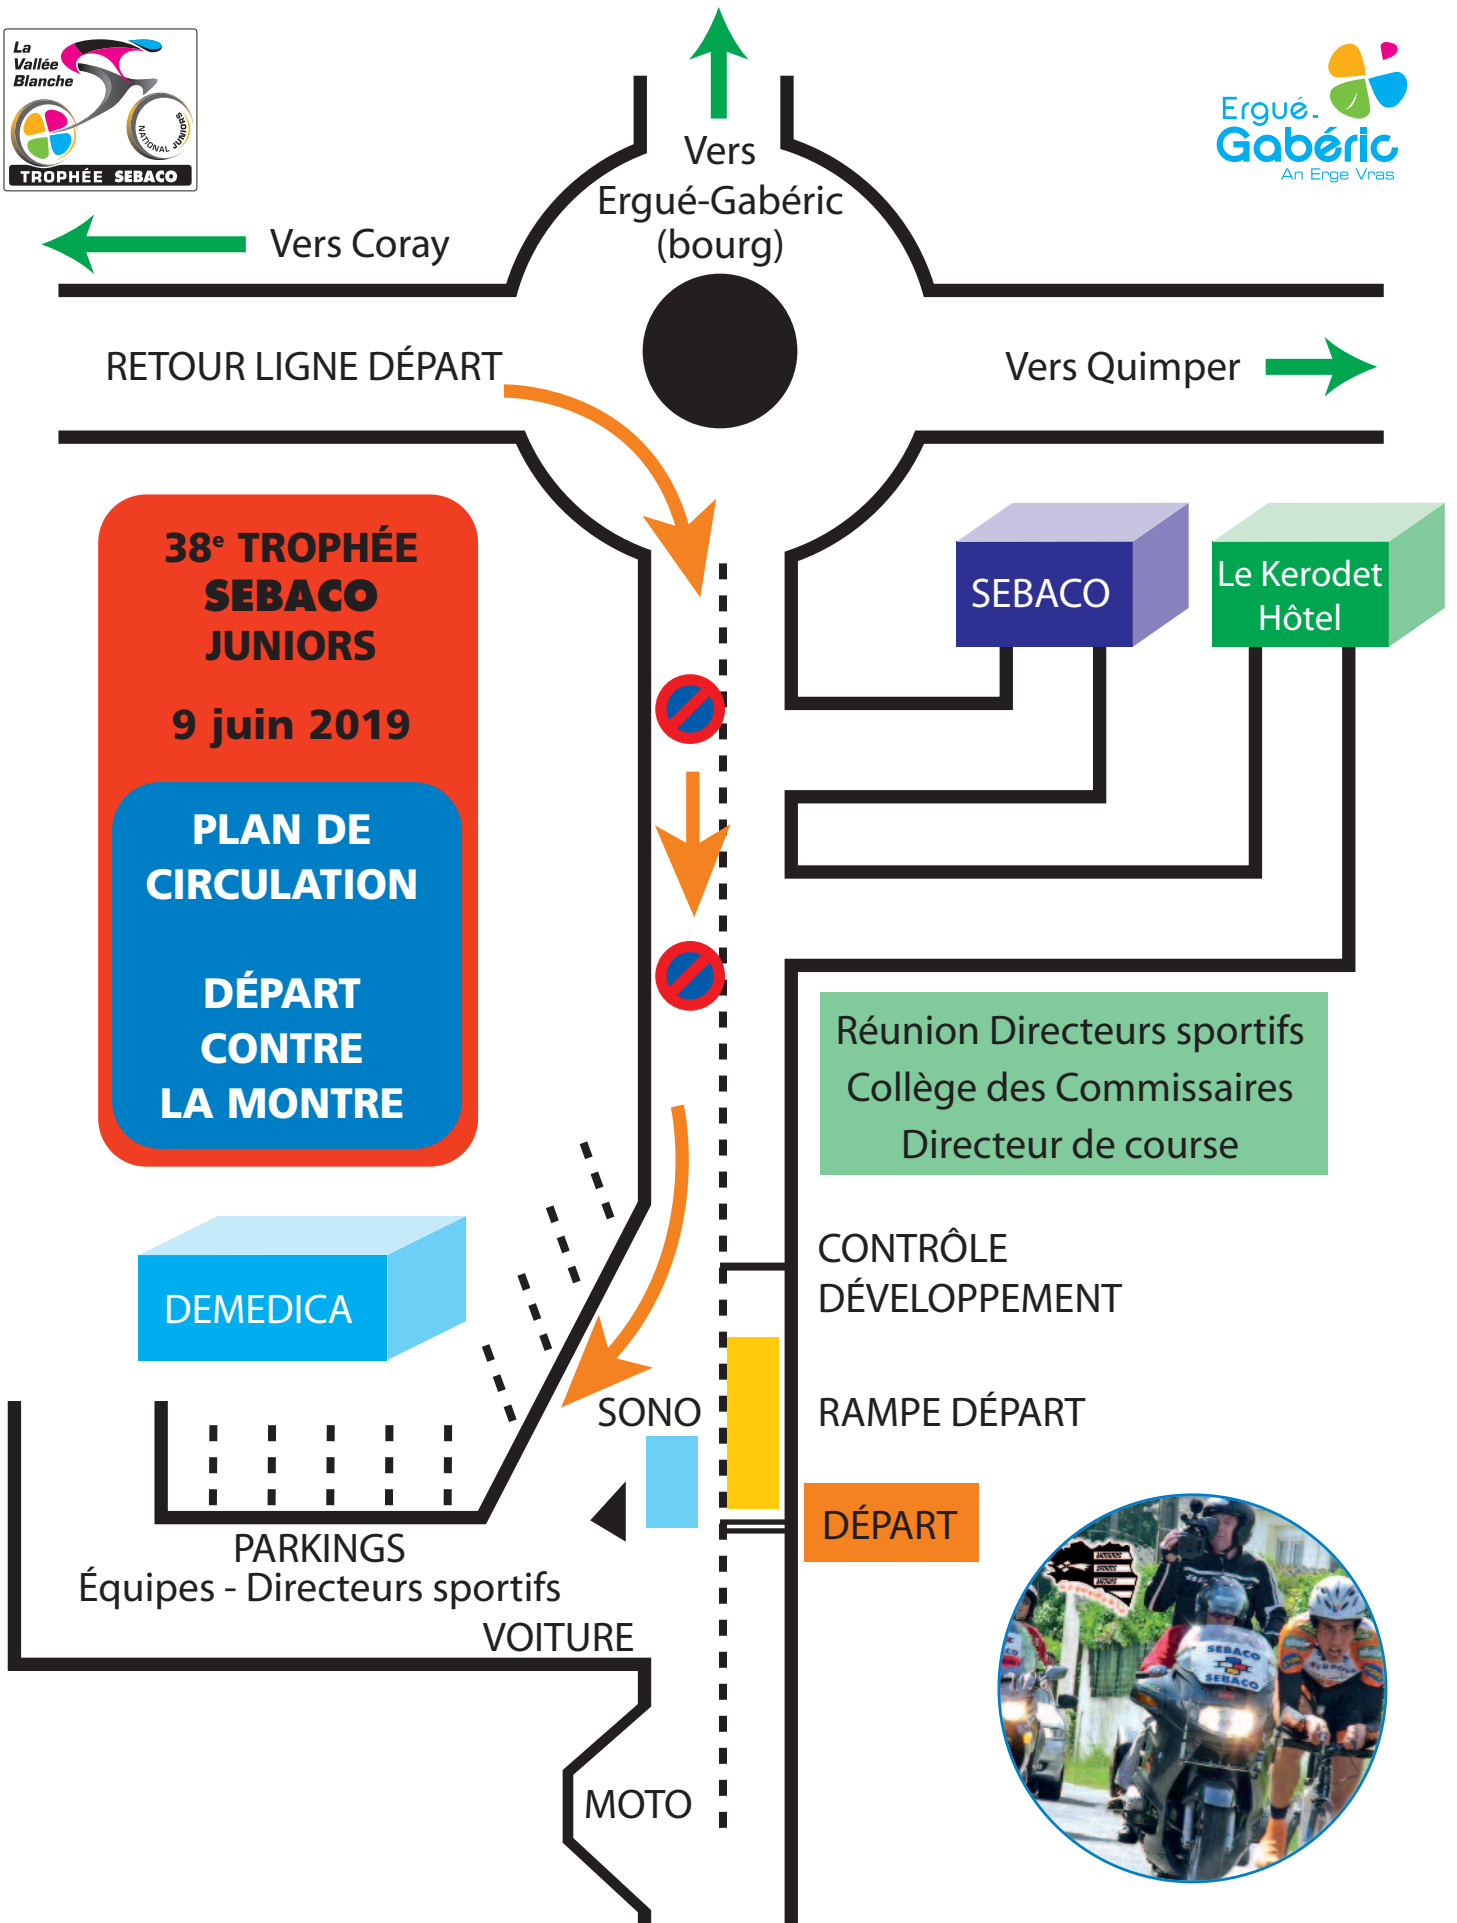 La
Vallée
Blanche
NATIONAL JUNIORS
TROPHÉE SEBACO
Ergué-
Gabéric
An Erge Vras
Vers
Ergué-Gabéric
(bourg)
Vers Coray
RETOUR LIGNE DÉPART
Vers Quimper
38e TROPHÉE
SEBACO
JUNIORS
9 juin 2019
PLAN DE
CIRCULATION
DÉPART
CONTRE
LA MONTRE
SEBACO
Le Kerodet
Hôtel
Réunion Directeurs sportifs
Collège des Commissaires
Directeur de course
CONTRÔLE
DÉVELOPPEMENT
DEMEDICA
SONO
RAMPE DÉPART
DÉPART
PARKINGS
Équipes - Directeurs sportifs
VOITURE
MOTO
SEBACO
SEBACO